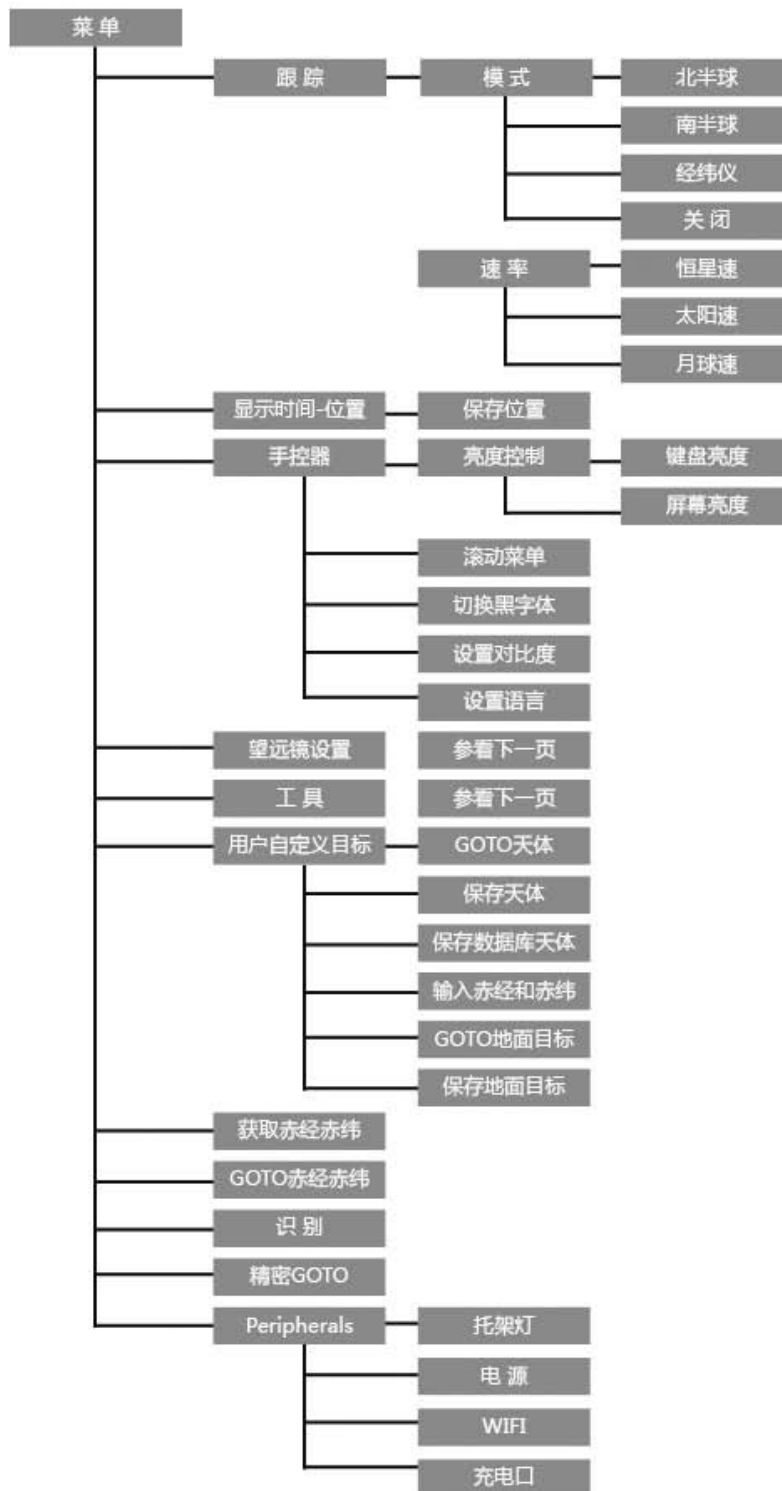 菜 单
跟 踪
模 式
北半球
南半球
经纬仪
关 闭
速 率
恒星速
太阳速
月球速
显示时间-位置
保存位置
手控器
亮度控制
键盘亮度
屏幕亮度
滚动菜单
切换黑字体
设置对比度
设置语言
望远镜设置
参看下一页
工 具
参看下一页
用户自定义目标
GOTO天体
保存天体
保存数据库天体
输入赤经和赤纬
GOTO地面目标
保存地面目标
获取赤经赤纬
GOTO赤经赤纬
识 别
精密GOTO
Peripherals
托架灯
电 源
WIFI
充电口